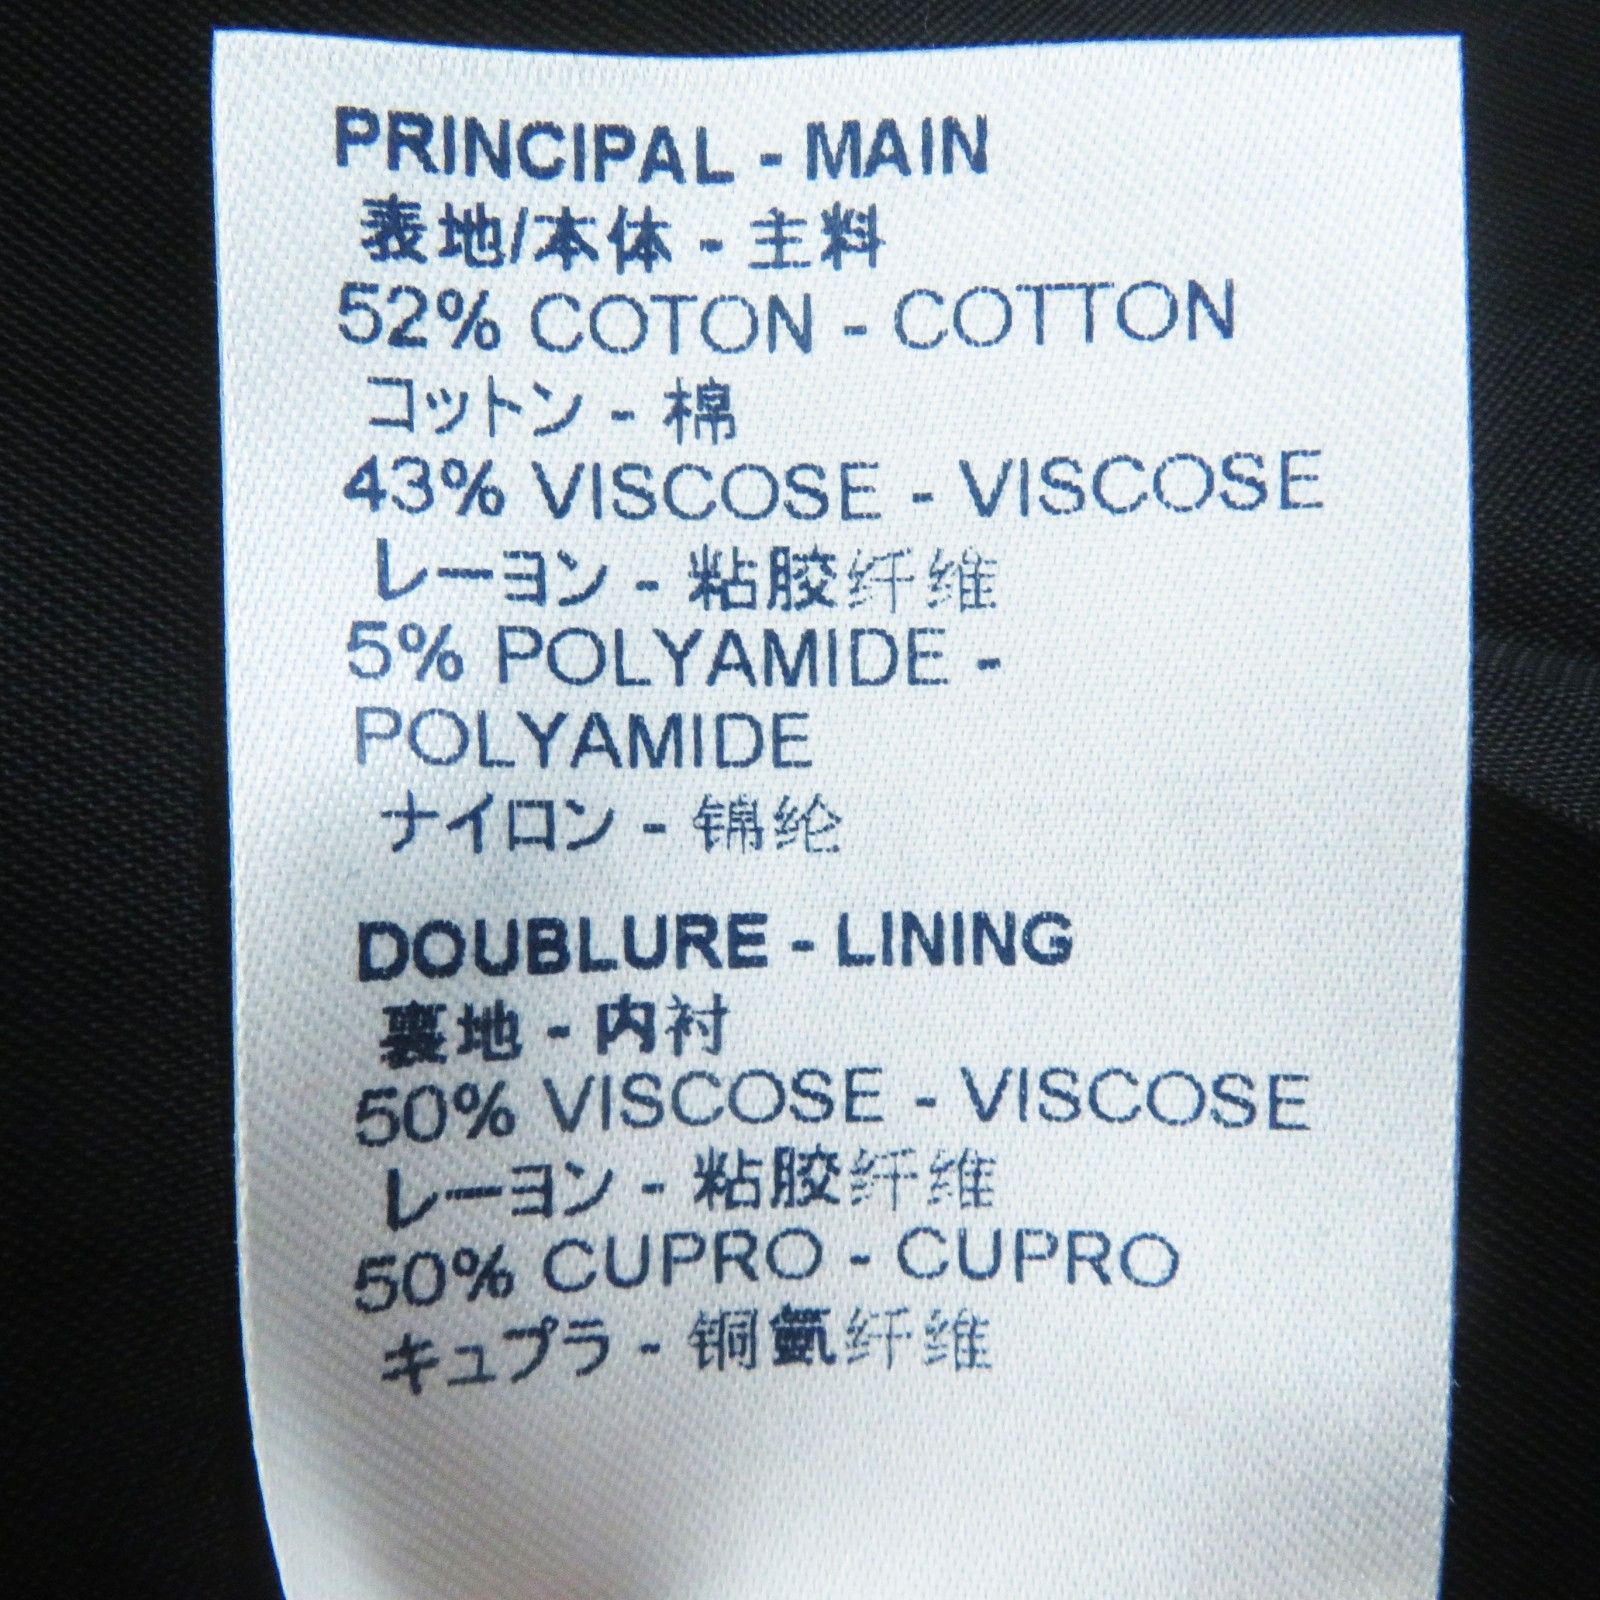 PRINCIPAL - MAIN
表地/本体 - 主料
52% COTON - COTTON
コットン - 棉
43% VISCOSE - VISCOSE
レーヨン - 粘胶纤维
5% POLYAMIDE -
POLYAMIDE
ナイロン - 锦纶
DOUBLURE - LINING
裏地 - 内衬
50% VISCOSE - VISCOSE
レーヨン - 粘胶纤维
50% CUPRO - CUPRO
キュプラ - 铜氨纤维